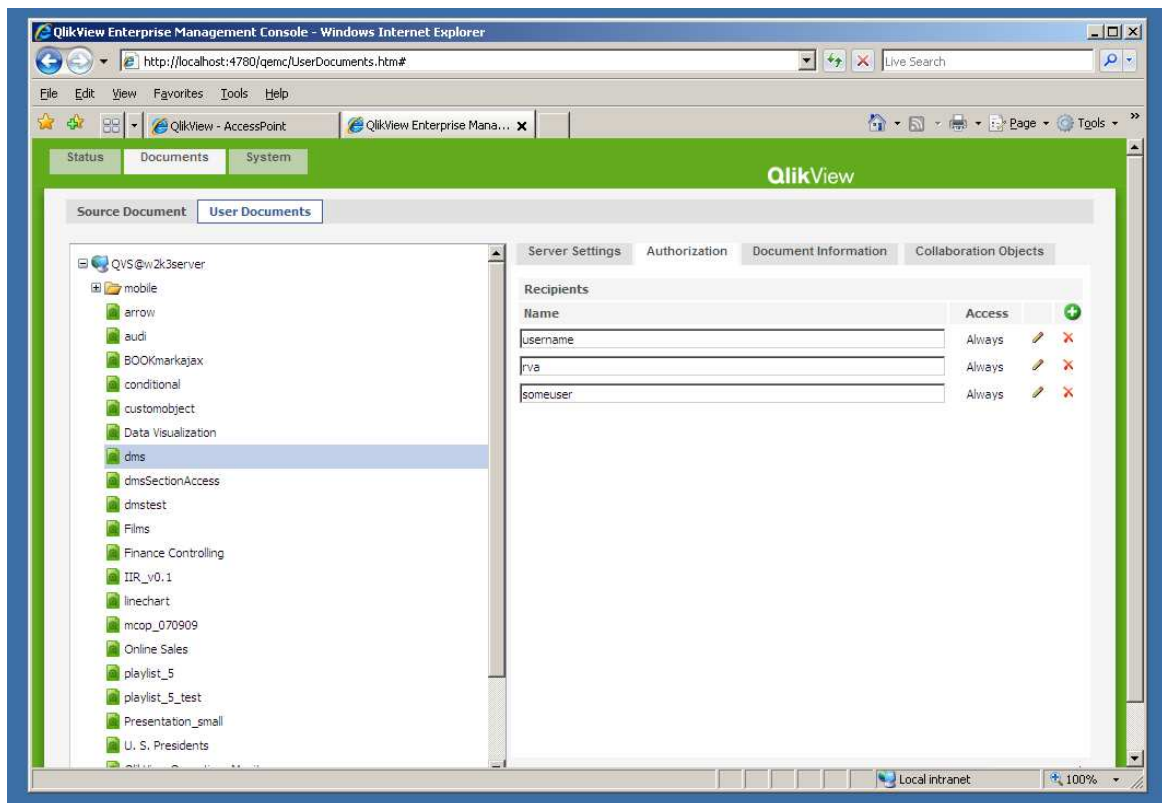 QlikView Enterprise Management Console - Windows Internet Explorer
http://localhost:4780/qemc/UserDocuments.htm#
Live Search
File Edit View Favorites Tools Help
QlikView - AccessPoint
QlikView Enterprise Mana...
Page
Tools
Status Documents System
QlikView
Source Document User Documents
Server Settings Authorization Document Information Collaboration Objects
QVS@w2k3server
mobile
arrow
audi
BOOKmarkajax
conditional
customobject
Data Visualization
dms
dmsSectionAccess
dmstest
Films
Finance Controlling
IIR_v0.1
linechart
mcop_070909
Online Sales
playlist_5
playlist_5_test
Presentation_small
U. S. Presidents
Recipients
Name Access
username Always
rva Always
someuser Always
Local intranet
100%